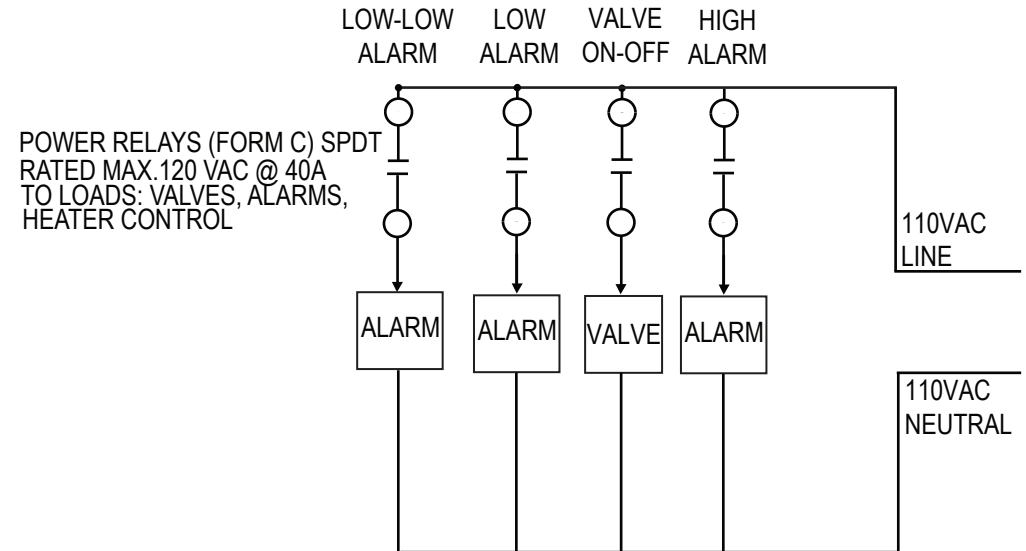 LOW-LOW
ALARM
LOW
ALARM
VALVE
ON-OFF
HIGH
ALARM
POWER RELAYS (FORM C) SPDT
RATED MAX.120 VAC @ 40A
TO LOADS: VALVES, ALARMS,
HEATER CONTROL
110VAC
LINE
ALARM
ALARM
VALVE
ALARM
110VAC
NEUTRAL